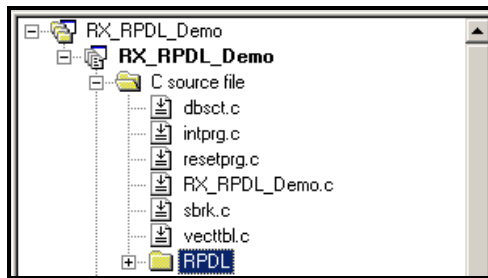 RX_RPDL_Demo
RX_RPDL_Demo
C source file
dbsct.c
intprg.c
resetprg.c
RX_RPDL_Demo.c
sbrk.c
vecttbl.c
RPDL